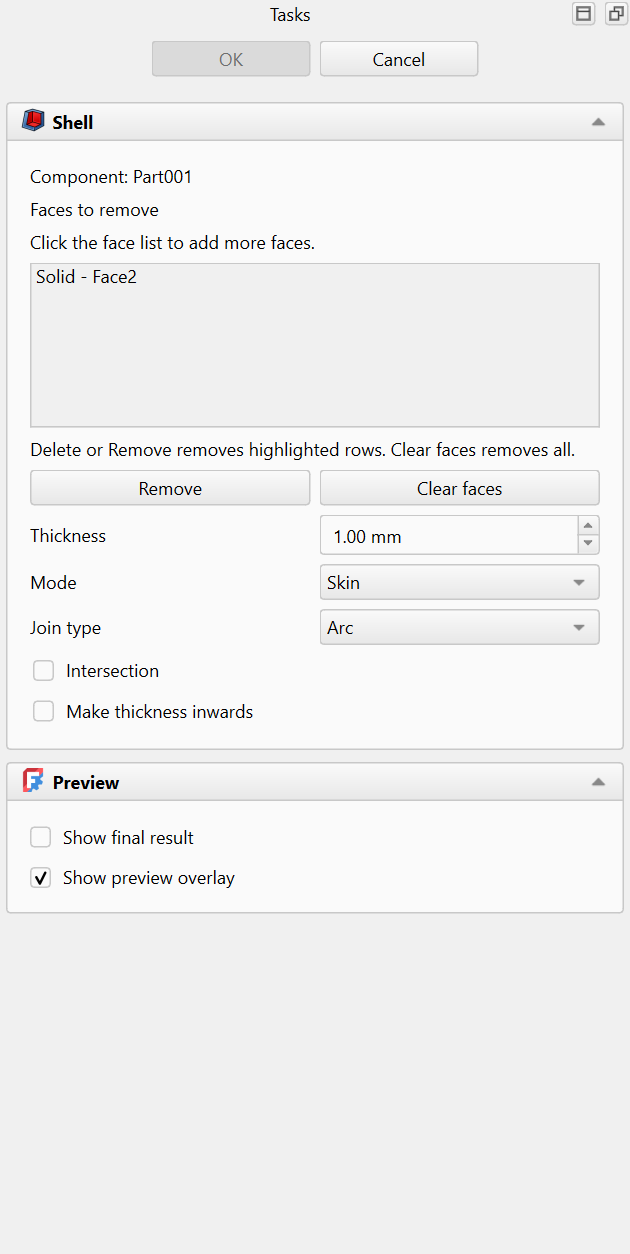 Tasks
OK Cancel
Shell
Component: Part001
Faces to remove
Click the face list to add more faces.
Solid - Face2
Delete or Remove removes highlighted rows. Clear faces removes all.
Remove Clear faces
Thickness 1.00 mm
Mode Skin
Join type Arc
Intersection
Make thickness inwards
Preview
Show final result
Show preview overlay